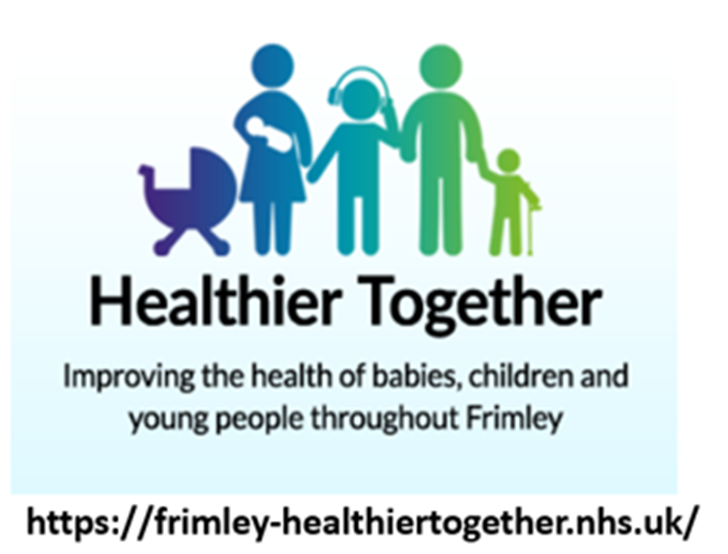 Healthier Together
Improving the health of babies, children and
young people throughout Frimley
https://frimley-healthiertogether.nhs.uk/